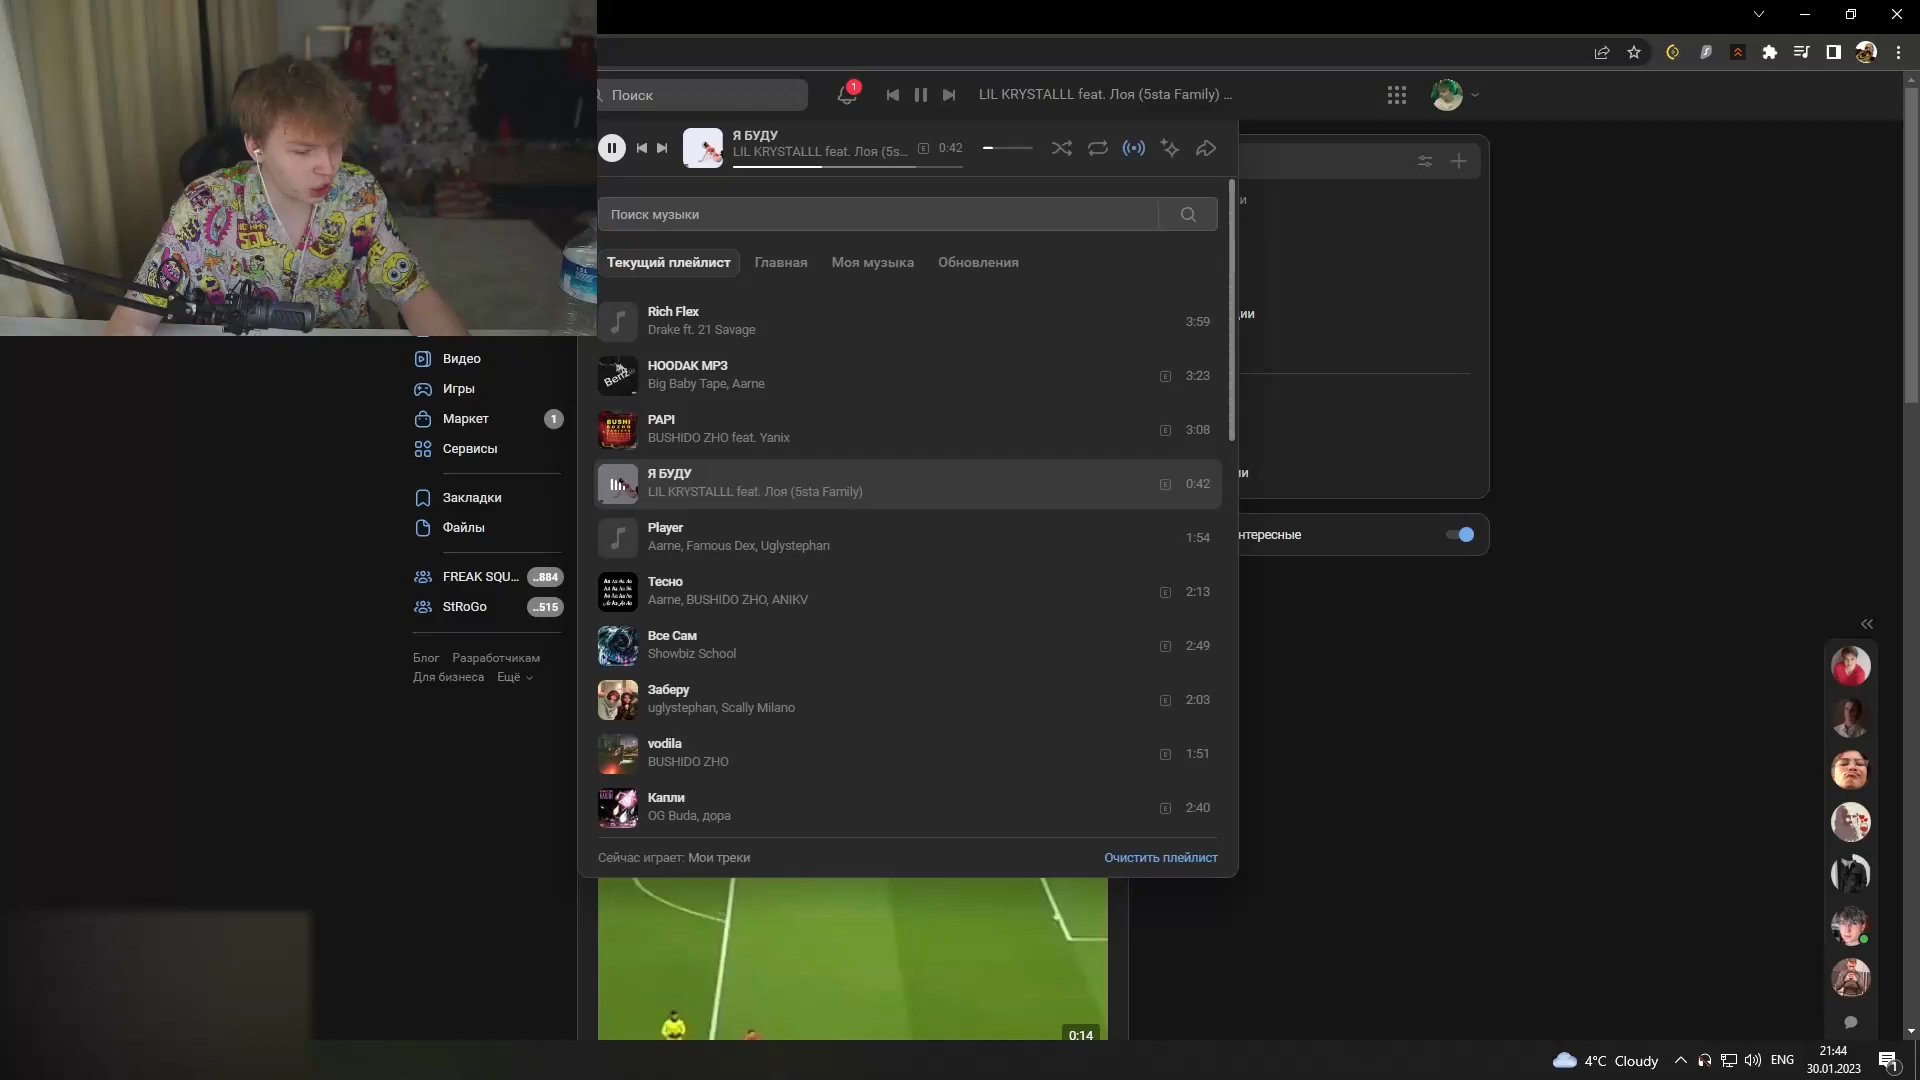 Поиск
1
LIL KRYSTALLL feat. Лоя (5sta Family) ...
Я БУДУ
LIL KRYSTALLL feat. Лоя (5s...
E
0:42
Поиск музыки
Текущий плейлист
Главная
Моя музыка
Обновления
Rich Flex
Drake ft. 21 Savage
3:59
HOODAK MP3
Big Baby Tape, Aarne
E
3:23
PAPI
BUSHIDO ZHO feat. Yanix
E
3:08
Я БУДУ
LIL KRYSTALLL feat. Лоя (5sta Family)
E
0:42
Player
Aarne, Famous Dex, Uglystephan
1:54
Тесно
Aarne, BUSHIDO ZHO, ANIKV
E
2:13
Все Сам
Showbiz School
E
2:49
Заберу
uglystephan, Scally Milano
E
2:03
vodila
BUSHIDO ZHO
E
1:51
Капли
OG Buda, дора
E
2:40
Сейчас играет: Мои треки
Очистить плейлист
Видео
Игры
Маркет
1
Сервисы
Закладки
Файлы
FREAK SQU...
..884
StRoGo
..515
Блог
Разработчикам
Для бизнеса
Ещё
и
ии
ли
нтересные
0:14
4°C Cloudy
ENG
21:44
30.01.2023
1